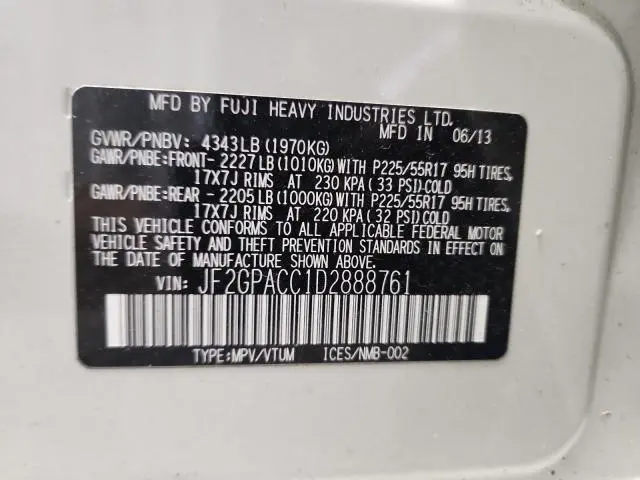 MFD BY FUJI HEAVY INDUSTRIES LTD.
MFD IN 06/13
GVWR/PNBV: 4343LB (1970KG)
GAWR/PNBE:FRONT- 2227LB (1010KG) WITH P225/55R17 95H TIRES,
17X7J RIMS AT 230 KPA (33 PSI) COLD
GAWR/PNBE:REAR - 2205LB (1000KG) WITH P225/55R17 95H TIRES,
17X7J RIMS AT 220 KPA (32 PSI) COLD
THIS VEHICLE CONFORMS TO ALL APPLICABLE FEDERAL MOTOR
VEHICLE SAFETY AND THEFT PREVENTION STANDARDS IN EFFECT ON
THE DATE OF MANUFACTURE SHOWN ABOVE.
VIN: JF2GPACC1D2888761
TYPE:MPV/VTUM ICES/NMB-002